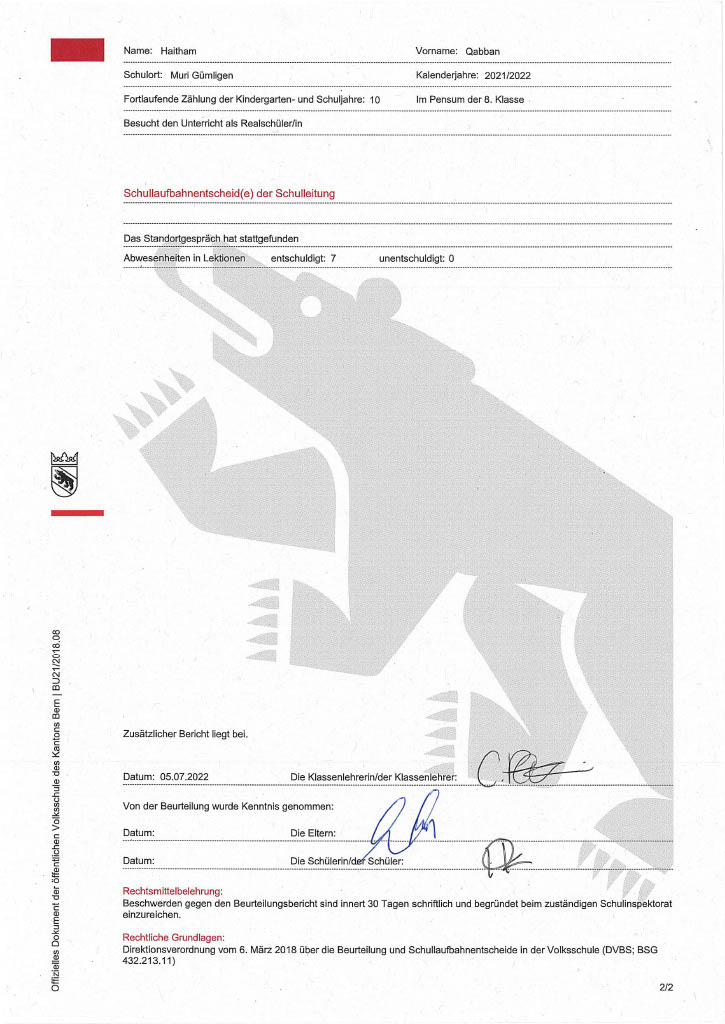 Name: Haitham Vorname: Qabban
Schulort: Muri Gümligen Kalenderjahre: 2021/2022
Fortlaufende Zählung der Kindergarten- und Schuljahre: 10 Im Pensum der 8. Klasse
Besucht den Unterricht als Realschüler/in
Schullaufbahnentscheid(e) der Schulleitung
Das Standortgespräch hat stattgefunden
Abwesenheiten in Lektionen entschuldigt: 7 unentschuldigt: 0
Zusätzlicher Bericht liegt bei.
Datum: 05.07.2022 Die Klassenlehrerin/der Klassenlehrer:
Von der Beurteilung wurde Kenntnis genommen:
Datum: Die Eltern:
Datum: Die Schülerin/der Schüler:
Rechtsmittelbelehrung:
Beschwerden gegen den Beurteilungsbericht sind innert 30 Tagen schriftlich und begründet beim zuständigen Schulinspektorat
einzureichen.
Rechtliche Grundlagen:
Direktionsverordnung vom 6. März 2018 über die Beurteilung und Schullaufbahnentscheide in der Volksschule (DVBS; BSG
432.213.11)
2/2
Offizielles Dokument der öffentlichen Volksschule des Kantons Bern | BU21/2018.08